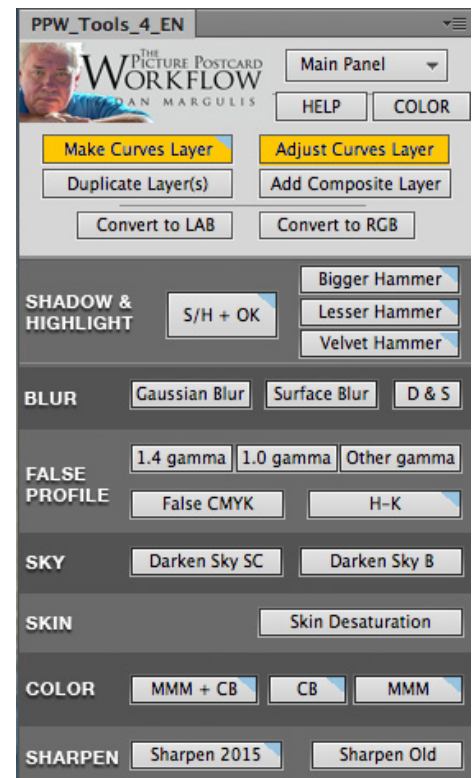 PPW_Tools_4_EN
THE
PICTURE POSTCARD
WORKFLOW
DAN MARGULIS
Main Panel
HELP COLOR
Make Curves Layer Adjust Curves Layer
Duplicate Layer(s) Add Composite Layer
Convert to LAB Convert to RGB
SHADOW &
HIGHLIGHT
S/H + OK
Bigger Hammer
Lesser Hammer
Velvet Hammer
BLUR Gaussian Blur Surface Blur D & S
FALSE
PROFILE
1.4 gamma 1.0 gamma Other gamma
False CMYK H-K
SKY Darken Sky SC Darken Sky B
SKIN Skin Desaturation
COLOR MMM + CB CB MMM
SHARPEN Sharpen 2015 Sharpen Old